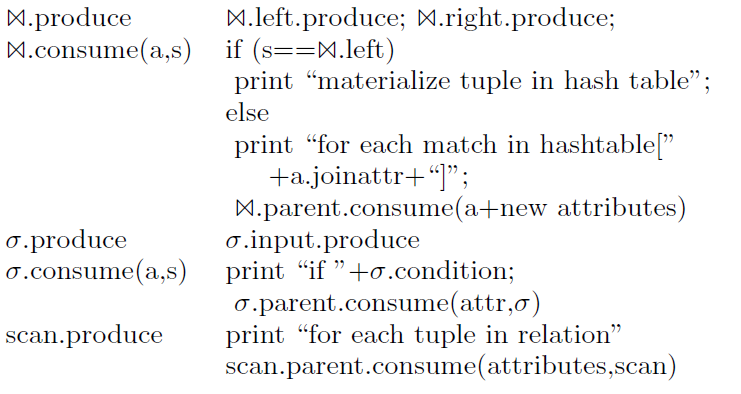 ⋈.produce ⋈.left.produce; ⋈.right.produce;
⋈.consume(a,s) if (s==⋈.left)
print “materialize tuple in hash table”;
else
print “for each match in hashtable[”
+a.joinattr+“]”;
⋈.parent.consume(a+new attributes)
σ.produce σ.input.produce
σ.consume(a,s) print “if ”+σ.condition;
σ.parent.consume(attr,σ)
scan.produce print “for each tuple in relation”
scan.parent.consume(attributes,scan)